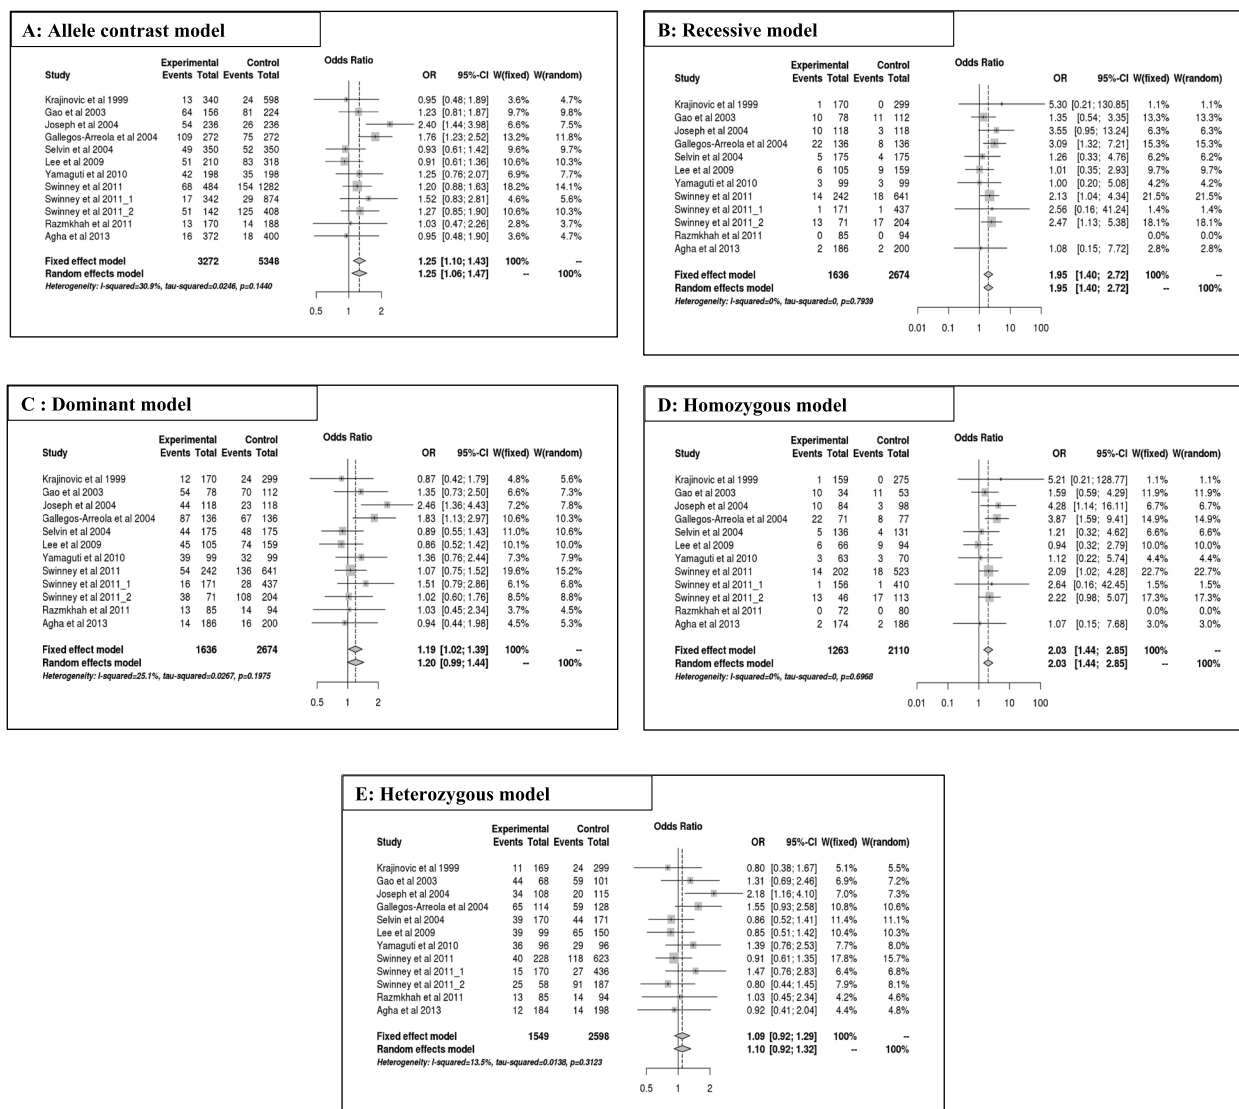 A: Allele contrast model
Experimental Control Odds Ratio
Study Events Total Events Total OR 95%-CI W(fixed) W(random)
Krajinovic et al 1999 13 340 24 598 0.95 [0.48; 1.89] 3.6% 4.7%
Gao et al 2003 64 156 81 224 1.23 [0.81; 1.87] 9.7% 9.8%
Joseph et al 2004 54 236 26 236 2.40 [1.44; 3.98] 6.6% 7.5%
Gallegos-Arreola et al 2004 109 272 75 272 1.76 [1.23; 2.52] 13.2% 11.8%
Selvin et al 2004 49 350 52 350 0.93 [0.61; 1.42] 9.6% 9.7%
Lee et al 2009 51 210 83 318 0.91 [0.61; 1.36] 10.6% 10.3%
Yamaguti et al 2010 42 198 35 198 1.25 [0.76; 2.07] 6.9% 7.7%
Swinney et al 2011 68 484 154 1282 1.20 [0.88; 1.63] 18.2% 14.1%
Swinney et al 2011_1 17 342 29 874 1.52 [0.83; 2.81] 4.6% 5.6%
Swinney et al 2011_2 51 142 125 408 1.27 [0.85; 1.90] 10.6% 10.3%
Razmkhah et al 2011 13 170 14 188 1.03 [0.47; 2.26] 2.8% 3.7%
Agha et al 2013 16 372 18 400 0.95 [0.48; 1.90] 3.6% 4.7%
Fixed effect model 3272 5348 1.25 [1.10; 1.43] 100% --
Random effects model 1.25 [1.06; 1.47] -- 100%
Heterogeneity: I-squared=30.9%, tau-squared=0.0246, p=0.1440
0.5 1 2
B: Recessive model
Experimental Control Odds Ratio
Study Events Total Events Total OR 95%-CI W(fixed) W(random)
Krajinovic et al 1999 1 170 0 299 5.30 [0.21; 130.85] 1.1% 1.1%
Gao et al 2003 10 78 11 112 1.35 [0.54; 3.35] 13.3% 13.3%
Joseph et al 2004 10 118 3 118 3.55 [0.95; 13.24] 6.3% 6.3%
Gallegos-Arreola et al 2004 22 136 8 136 3.09 [1.32; 7.21] 15.3% 15.3%
Selvin et al 2004 5 175 4 175 1.26 [0.33; 4.76] 6.2% 6.2%
Lee et al 2009 6 105 9 159 1.01 [0.35; 2.93] 9.7% 9.7%
Yamaguti et al 2010 3 99 3 99 1.00 [0.20; 5.08] 4.2% 4.2%
Swinney et al 2011 14 242 18 641 2.13 [1.04; 4.34] 21.5% 21.5%
Swinney et al 2011_1 1 171 1 437 2.56 [0.16; 41.24] 1.4% 1.4%
Swinney et al 2011_2 13 71 17 204 2.47 [1.13; 5.38] 18.1% 18.1%
Razmkhah et al 2011 0 85 0 94 0.0% 0.0%
Agha et al 2013 2 186 2 200 1.08 [0.15; 7.72] 2.8% 2.8%
Fixed effect model 1636 2674 1.95 [1.40; 2.72] 100% --
Random effects model 1.95 [1.40; 2.72] -- 100%
Heterogeneity: I-squared=0%, tau-squared=0, p=0.7939
0.01 0.1 1 10 100
C : Dominant model
Experimental Control Odds Ratio
Study Events Total Events Total OR 95%-CI W(fixed) W(random)
Krajinovic et al 1999 12 170 24 299 0.87 [0.42; 1.79] 4.8% 5.6%
Gao et al 2003 54 78 70 112 1.35 [0.73; 2.50] 6.6% 7.3%
Joseph et al 2004 44 118 23 118 2.46 [1.36; 4.43] 7.2% 7.8%
Gallegos-Arreola et al 2004 87 136 67 136 1.83 [1.13; 2.97] 10.6% 10.3%
Selvin et al 2004 44 175 48 175 0.89 [0.55; 1.43] 11.0% 10.6%
Lee et al 2009 45 105 74 159 0.86 [0.52; 1.42] 10.1% 10.0%
Yamaguti et al 2010 39 99 32 99 1.36 [0.76; 2.44] 7.3% 7.9%
Swinney et al 2011 54 242 136 641 1.07 [0.75; 1.52] 19.6% 15.2%
Swinney et al 2011_1 16 171 28 437 1.51 [0.79; 2.86] 6.1% 6.8%
Swinney et al 2011_2 38 71 108 204 1.02 [0.60; 1.76] 8.8% 8.9%
Razmkhah et al 2011 13 85 14 94 1.03 [0.45; 2.34] 3.7% 4.5%
Agha et al 2013 14 186 16 200 0.94 [0.44; 1.98] 4.5% 5.3%
Fixed effect model 1636 2674 1.19 [1.02; 1.39] 100% --
Random effects model 1.20 [0.99; 1.44] -- 100%
Heterogeneity: I-squared=25.1%, tau-squared=0.0267, p=0.1975
0.5 1 2
D: Homozygous model
Experimental Control Odds Ratio
Study Events Total Events Total OR 95%-CI W(fixed) W(random)
Krajinovic et al 1999 1 159 0 275 5.21 [0.21; 128.77] 1.1% 1.1%
Gao et al 2003 10 34 11 53 1.59 [0.59; 4.29] 11.9% 11.9%
Joseph et al 2004 10 84 3 98 4.28 [1.14; 16.11] 6.7% 6.7%
Gallegos-Arreola et al 2004 22 71 8 77 3.87 [1.59; 9.41] 14.9% 14.9%
Selvin et al 2004 5 136 4 131 1.21 [0.32; 4.62] 6.6% 6.6%
Lee et al 2009 6 66 9 94 0.94 [0.32; 2.79] 10.0% 10.0%
Yamaguti et al 2010 3 63 3 70 1.12 [0.22; 5.74] 4.4% 4.4%
Swinney et al 2011 14 202 18 523 2.09 [1.02; 4.28] 22.7% 22.7%
Swinney et al 2011_1 1 156 1 410 2.64 [0.16; 42.45] 1.5% 1.5%
Swinney et al 2011_2 13 46 17 113 2.22 [0.98; 5.07] 17.3% 17.3%
Razmkhah et al 2011 0 72 0 80 0.0% 0.0%
Agha et al 2013 2 174 2 186 1.07 [0.15; 7.68] 3.0% 3.0%
Fixed effect model 1263 2110 2.03 [1.44; 2.85] 100% --
Random effects model 2.03 [1.44; 2.85] -- 100%
Heterogeneity: I-squared=0%, tau-squared=0, p=0.6968
0.01 0.1 1 10 100
E: Heterozygous model
Experimental Control Odds Ratio
Study Events Total Events Total OR 95%-CI W(fixed) W(random)
Krajinovic et al 1999 11 169 24 299 0.80 [0.38; 1.67] 5.1% 5.5%
Gao et al 2003 44 68 59 101 1.31 [0.69; 2.46] 6.9% 7.2%
Joseph et al 2004 34 108 20 115 2.18 [1.16; 4.10] 7.0% 7.3%
Gallegos-Arreola et al 2004 65 114 59 128 1.55 [0.93; 2.58] 10.8% 10.6%
Selvin et al 2004 39 170 44 171 0.86 [0.52; 1.41] 11.4% 11.1%
Lee et al 2009 39 99 65 150 0.85 [0.51; 1.42] 10.4% 10.3%
Yamaguti et al 2010 36 96 29 96 1.39 [0.76; 2.53] 7.7% 8.0%
Swinney et al 2011 40 228 118 623 0.91 [0.61; 1.35] 17.8% 15.7%
Swinney et al 2011_1 15 170 27 436 1.47 [0.76; 2.83] 6.4% 6.8%
Swinney et al 2011_2 25 58 91 187 0.80 [0.44; 1.45] 7.9% 8.1%
Razmkhah et al 2011 13 85 14 94 1.03 [0.45; 2.34] 4.2% 4.6%
Agha et al 2013 12 184 14 198 0.92 [0.41; 2.04] 4.4% 4.8%
Fixed effect model 1549 2598 1.09 [0.92; 1.29] 100% --
Random effects model 1.10 [0.92; 1.32] -- 100%
Heterogeneity: I-squared=13.5%, tau-squared=0.0138, p=0.3123
0.5 1 2